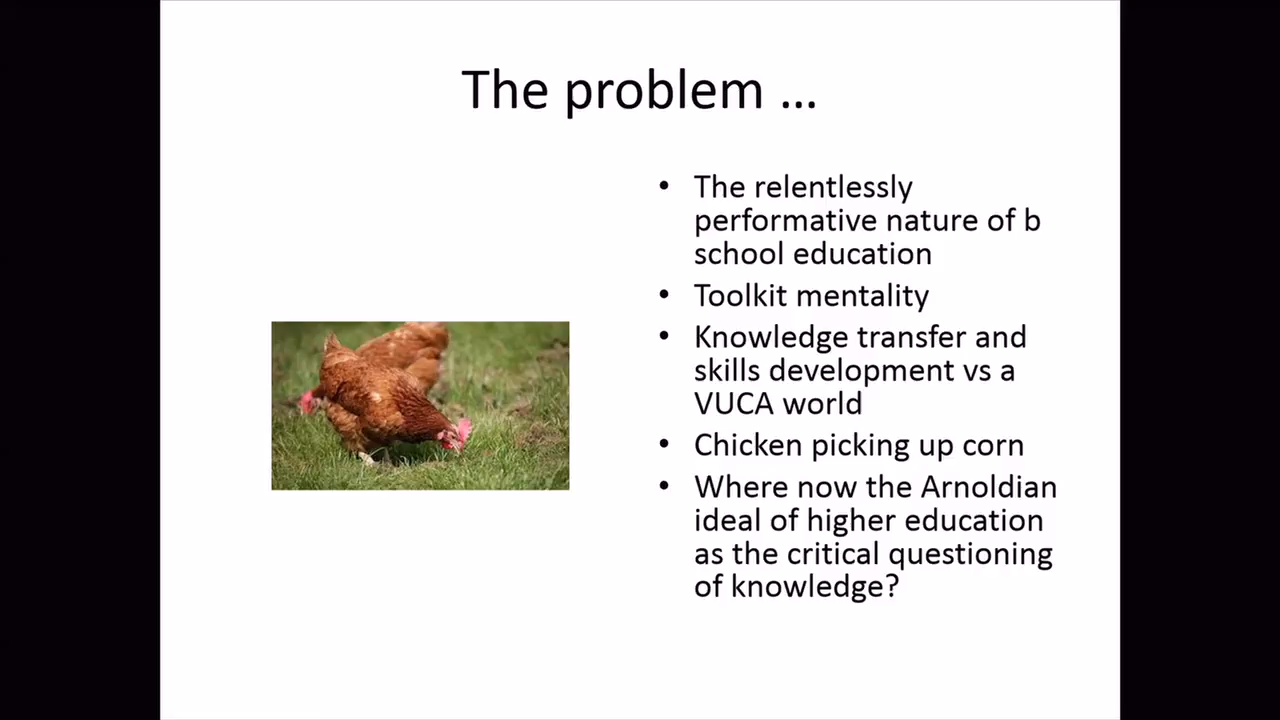 The problem ...
• The relentlessly
performative nature of b
school education
• Toolkit mentality
• Knowledge transfer and
skills development vs a
VUCA world
• Chicken picking up corn
• Where now the Arnoldian
ideal of higher education
as the critical questioning
of knowledge?